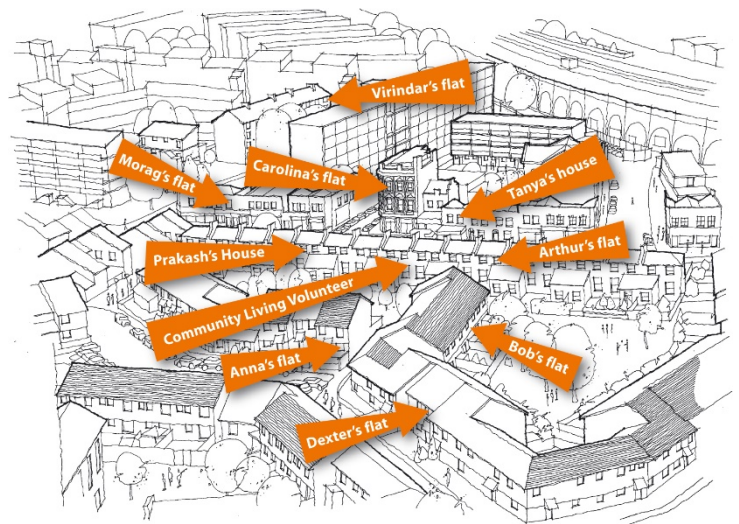 Virindar's flat
Morag's flat
Carolina's flat
Tanya's house
Prakash's House
Arthur's flat
Community Living Volunteer
Anna's flat
Bob's flat
Dexter's flat